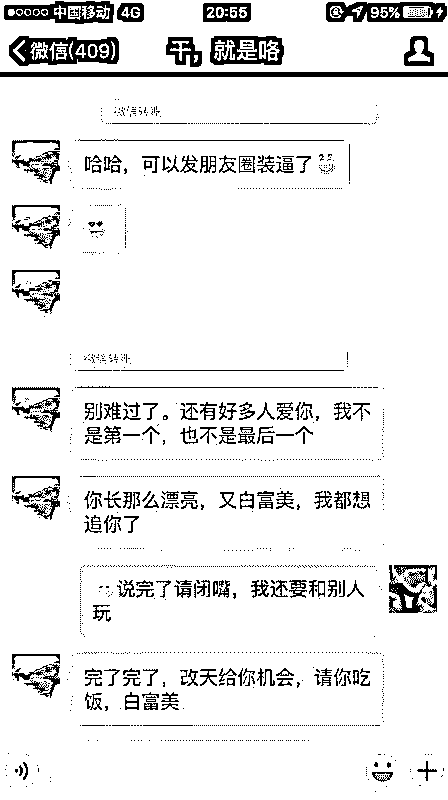 中国移动 4G 20:55 95%
微信(409) 干，就是咯
微信转账
哈哈，可以发朋友圈装逼了
微信转账
别难过了。还有好多人爱你，我不
是第一个，也不是最后一个
你长那么漂亮，又白富美，我都想
追你了
说完了请闭嘴，我还要和别人
玩
完了完了，改天给你机会，请你吃
饭，白富美